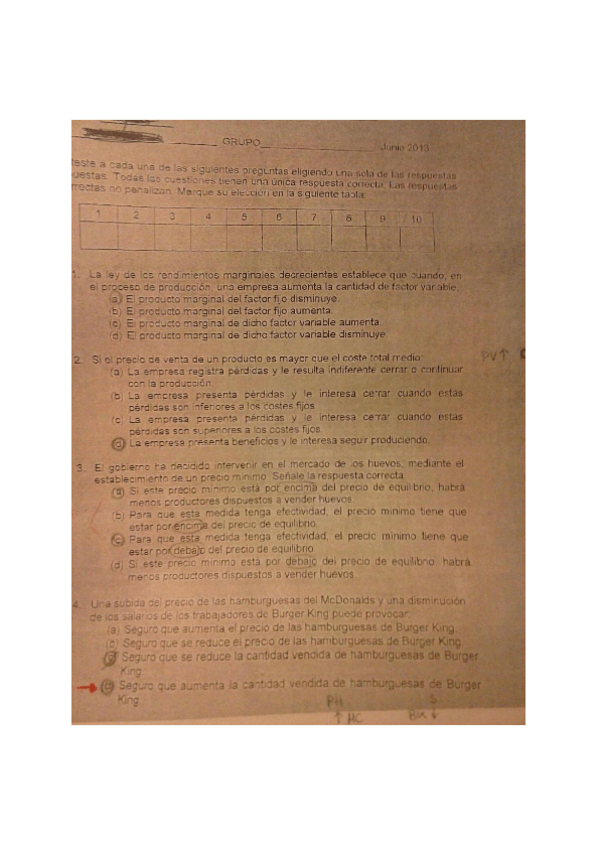 GRUPO Junio 2013
teste a cada una de las siguientes preguntas eligiendo una sola de las respuestas
uestas. Todas las cuestiones tienen una única respuesta correcta. Las respuestas
rrectas no penalizan. Marque su elección en la siguiente tabla:
1 2 3 4 5 6 7 8 9 10
1. La ley de los rendimientos marginales decrecientes establece que cuando, en
el proceso de producción, una empresa aumenta la cantidad de factor variable,
(a) El producto marginal del factor fijo disminuye.
(b) El producto marginal del factor fijo aumenta.
(c) El producto marginal de dicho factor variable aumenta.
(d) El producto marginal de dicho factor variable disminuye.
2. Si el precio de venta de un producto es mayor que el coste total medio: PV↑
(a) La empresa registra pérdidas y le resulta indiferente cerrar o continuar
con la producción.
(b) La empresa presenta pérdidas y le interesa cerrar cuando estas
pérdidas son inferiores a los costes fijos.
(c) La empresa presenta pérdidas y le interesa cerrar cuando estas
pérdidas son superiores a los costes fijos.
(d) La empresa presenta beneficios y le interesa seguir produciendo.
3. El gobierno ha decidido intervenir en el mercado de los huevos, mediante el
establecimiento de un precio mínimo. Señale la respuesta correcta:
(a) Si este precio mínimo está por encima del precio de equilibrio, habrá
menos productores dispuestos a vender huevos.
(b) Para que esta medida tenga efectividad, el precio mínimo tiene que
estar por encima del precio de equilibrio.
(c) Para que esta medida tenga efectividad, el precio mínimo tiene que
estar por debajo del precio de equilibrio.
(d) Si este precio mínimo está por debajo del precio de equilibrio, habrá
menos productores dispuestos a vender huevos.
4. Una subida del precio de las hamburguesas del McDonalds y una disminución
de los salarios de los trabajadores de Burger King puede provocar:
(a) Seguro que aumenta el precio de las hamburguesas de Burger King.
(b) Seguro que se reduce el precio de las hamburguesas de Burger King.
Seguro que se reduce la cantidad vendida de hamburguesas de Burger
King.
(d) Seguro que aumenta la cantidad vendida de hamburguesas de Burger
King.
PH S
↑ MC BK ↓